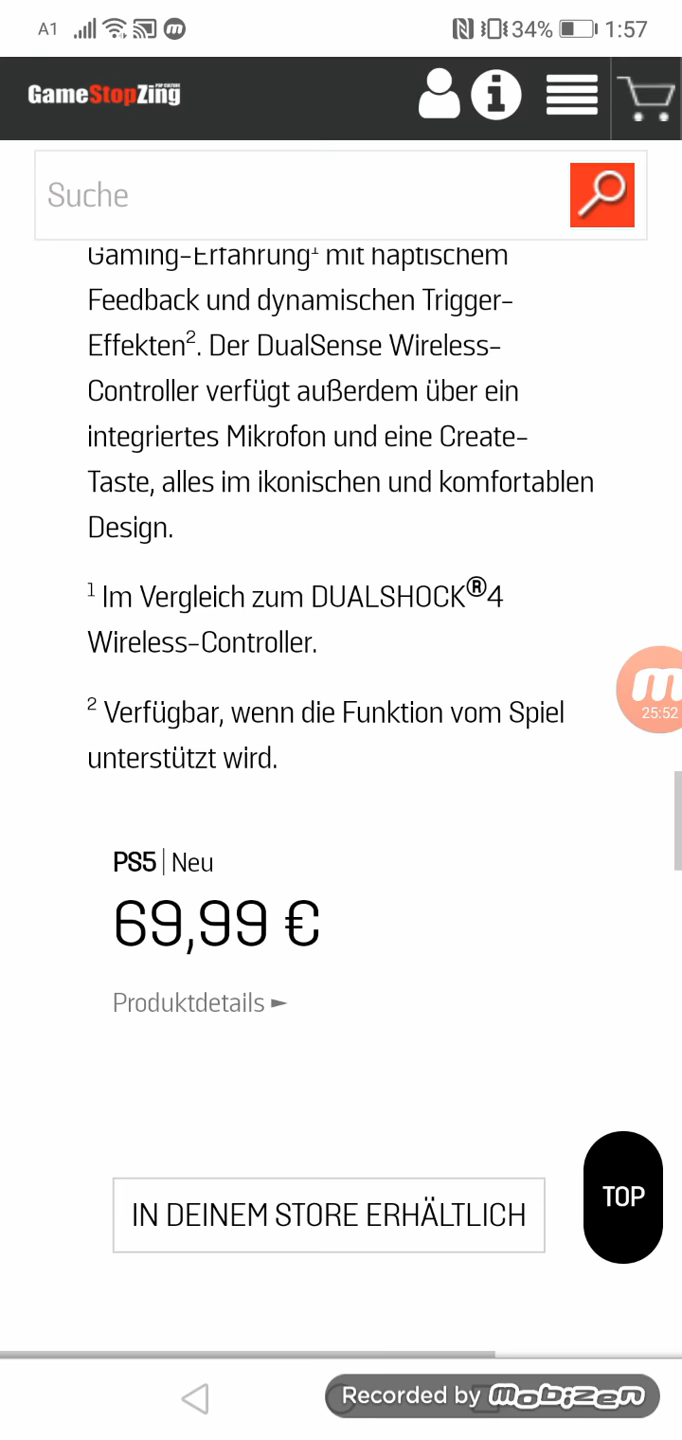 A1 34% 1:57
GameStopZing
Suche
Gaming-Erfahrung¹ mit haptischem
Feedback und dynamischen Trigger-
Effekten². Der DualSense Wireless-
Controller verfügt außerdem über ein
integriertes Mikrofon und eine Create-
Taste, alles im ikonischen und komfortablen
Design.
¹ Im Vergleich zum DUALSHOCK®4
Wireless-Controller.
25:52
² Verfügbar, wenn die Funktion vom Spiel
unterstützt wird.
PS5 | Neu
69,99 €
Produktdetails ►
TOP
IN DEINEM STORE ERHÄLTLICH
Recorded by mobizen